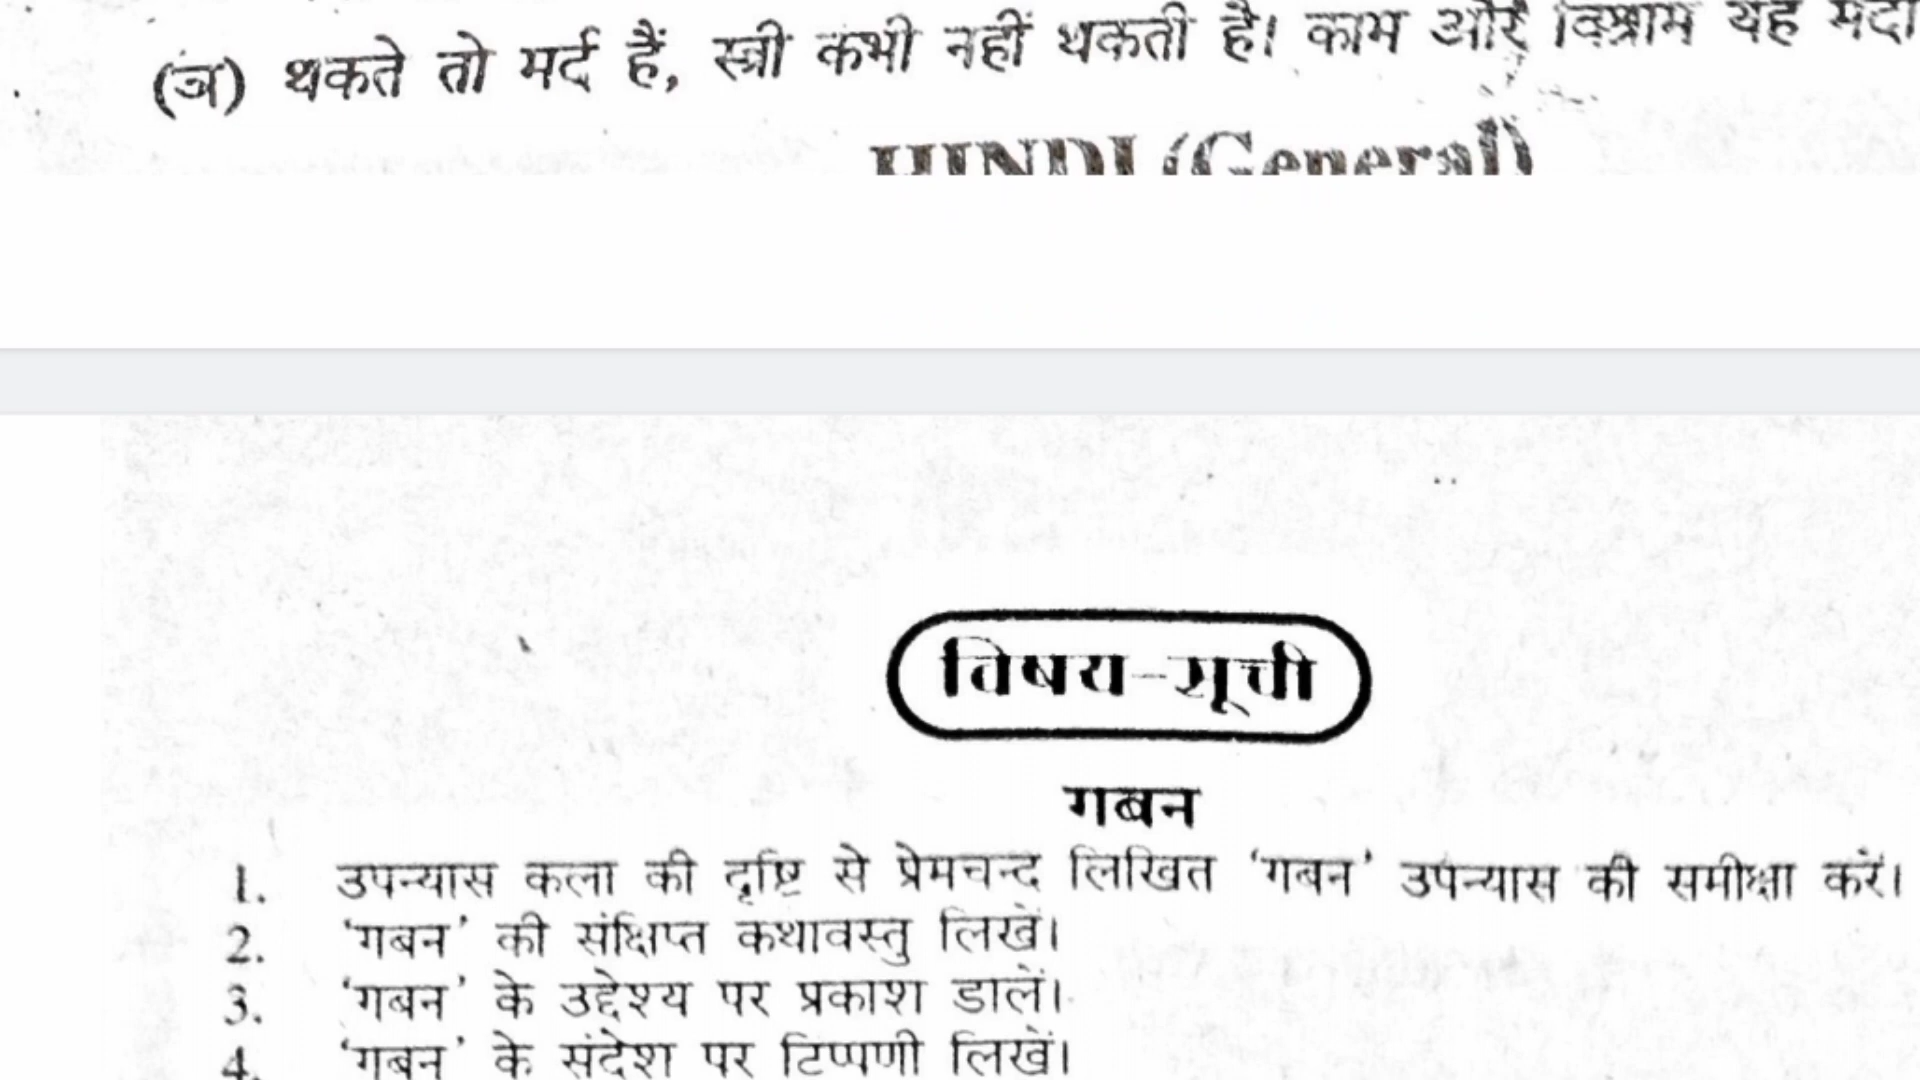 (ञ) थकते तो मर्द हैं, स्त्री कभी नहीं थकती है। काम और विश्राम यह
HINDI (General)
विषय-सूची
गबन
1. उपन्यास कला की दृष्टि से प्रेमचन्द लिखित ‘गबन’ उपन्यास की समीक्षा करें।
2. ‘गबन’ की संक्षिप्त कथावस्तु लिखें।
3. ‘गबन’ के उद्देश्य पर प्रकाश डालें।
4. ‘गबन’ के संदेश पर टिप्पणी लिखें।